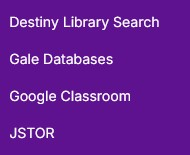 Destiny Library Search
Gale Databases
Google Classroom
JSTOR